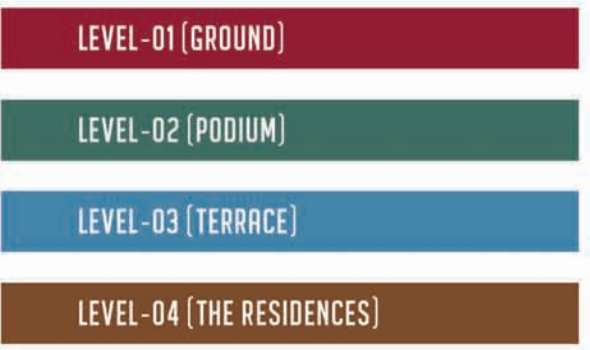 LEVEL-01 (GROUND)
LEVEL-02 (PODIUM)
LEVEL-03 (TERRACE)
LEVEL-04 (THE RESIDENCES)